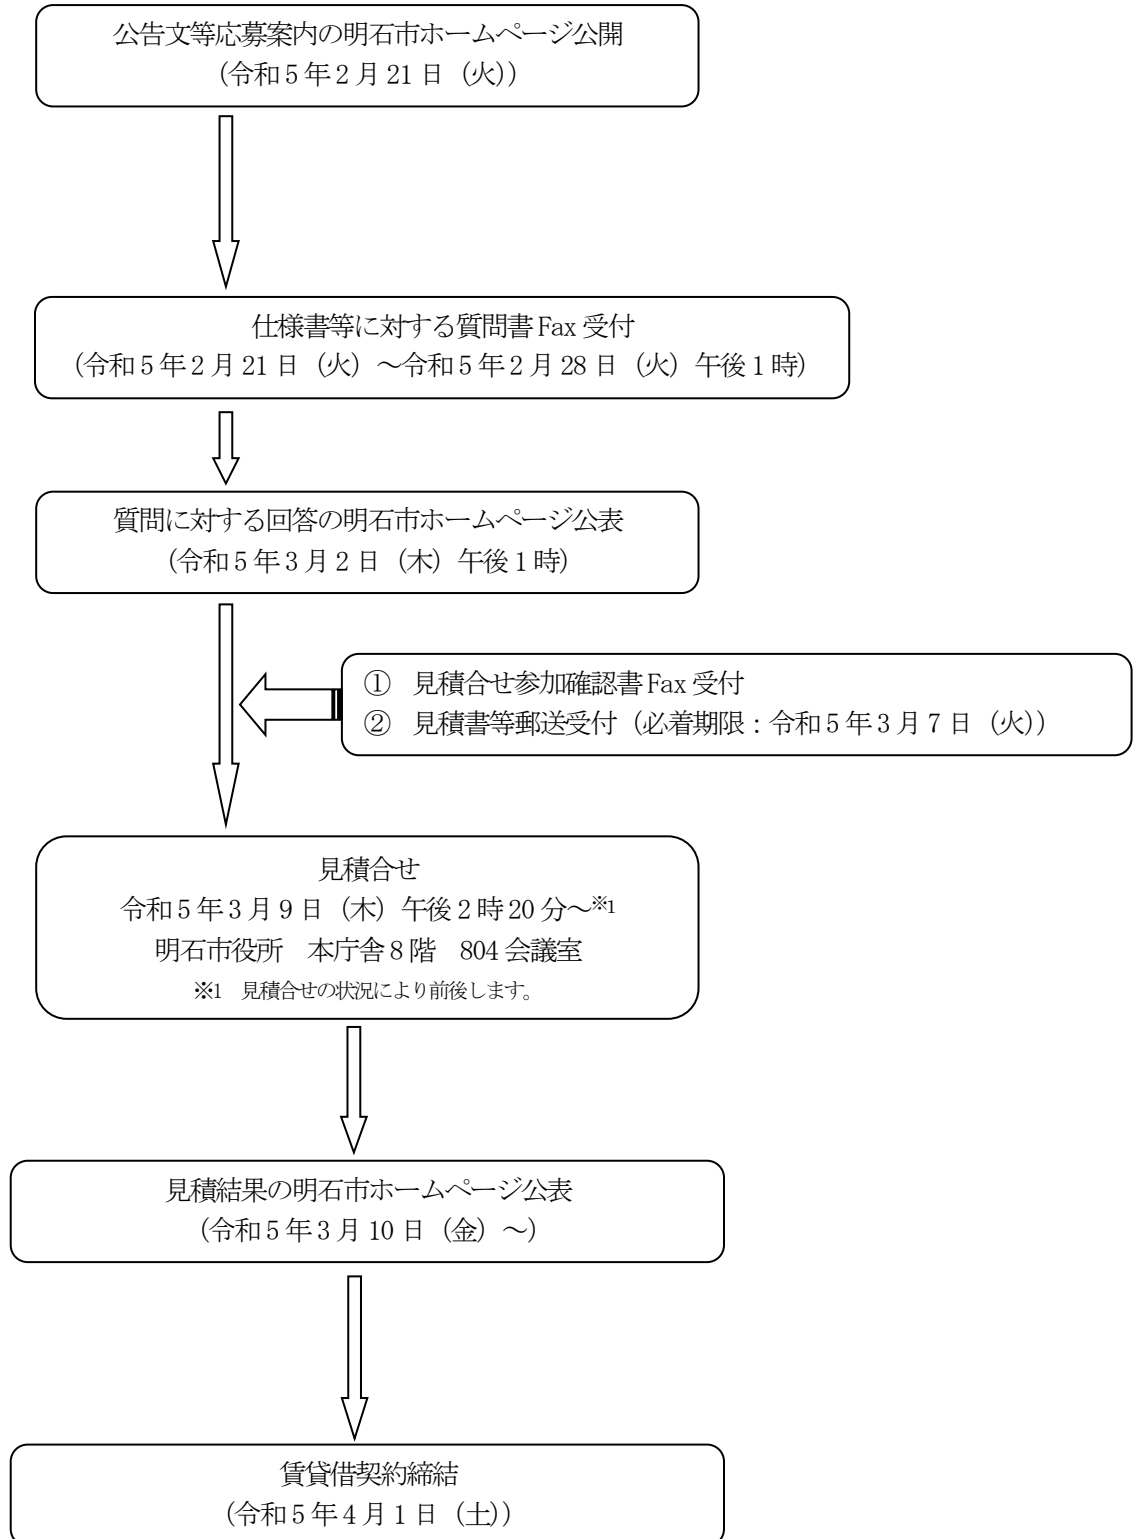 公告文等応募案内の明石市ホームページ公開
（令和5年2月21日（火））
仕様書等に対する質問書Fax受付
（令和5年2月21日（火）～令和5年2月28日（火）午後1時）
質問に対する回答の明石市ホームページ公表
（令和5年3月2日（木）午後1時）
①　見積合せ参加確認書Fax受付
②　見積書等郵送受付（必着期限：令和5年3月7日（火））
見積合せ
令和5年3月9日（木）午後2時20分～※1
明石市役所　本庁舎8階　804会議室
※1　見積合せの状況により前後します。
見積結果の明石市ホームページ公表
（令和5年3月10日（金）～）
賃貸借契約締結
（令和5年4月1日（土））